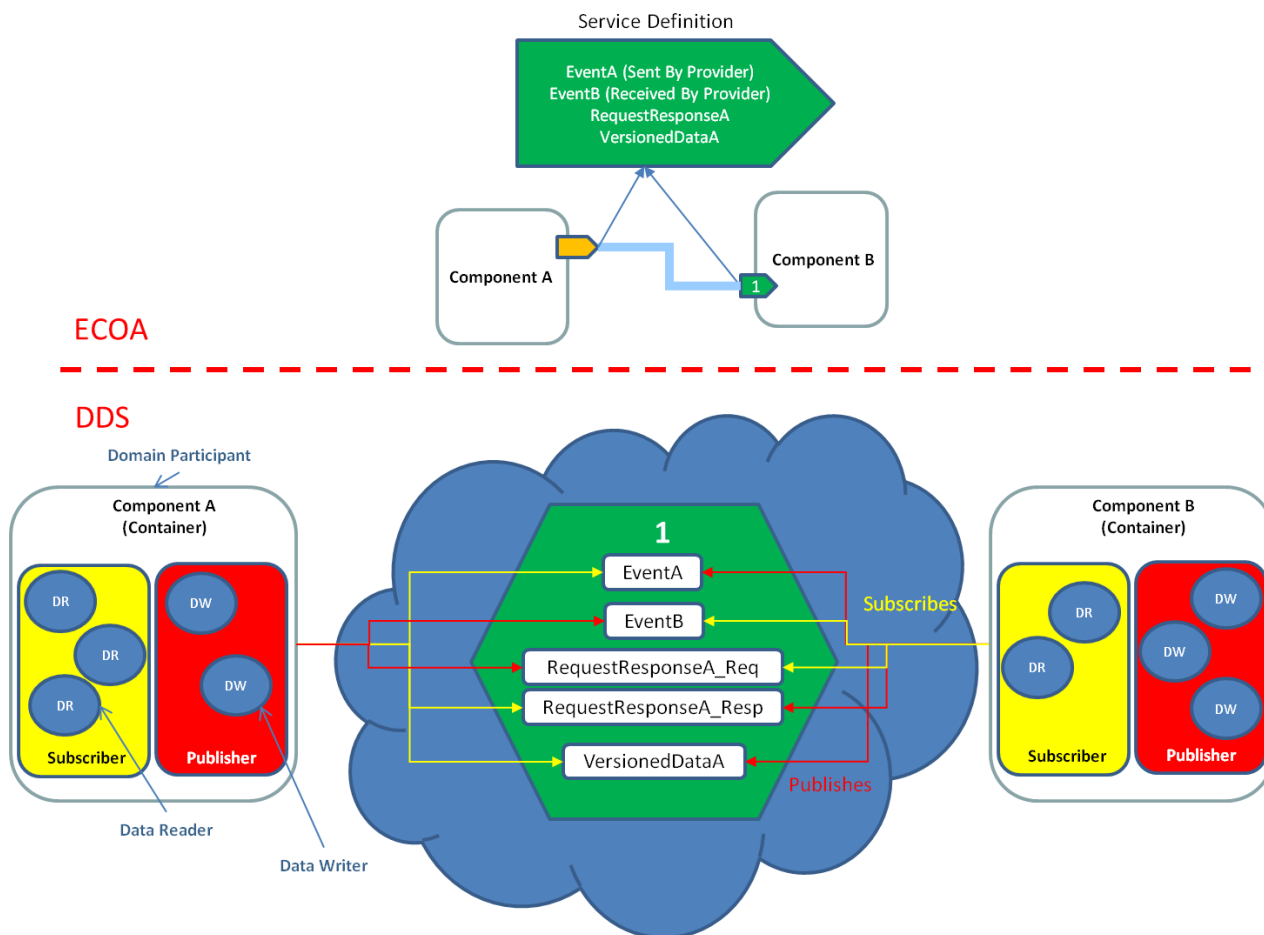 Service Definition
EventA (Sent By Provider)
EventB (Received By Provider)
RequestResponseA
VersionedDataA
Component A
Component B
1
ECOA
DDS
Domain Participant
Component A
(Container)
DR
DR
DR
Subscriber
DW
DW
Publisher
Data Reader
Data Writer
1
EventA
EventB
RequestResponseA_Req
RequestResponseA_Resp
VersionedDataA
Subscribes
Publishes
Component B
(Container)
DR
DR
Subscriber
DW
DW
DW
Publisher